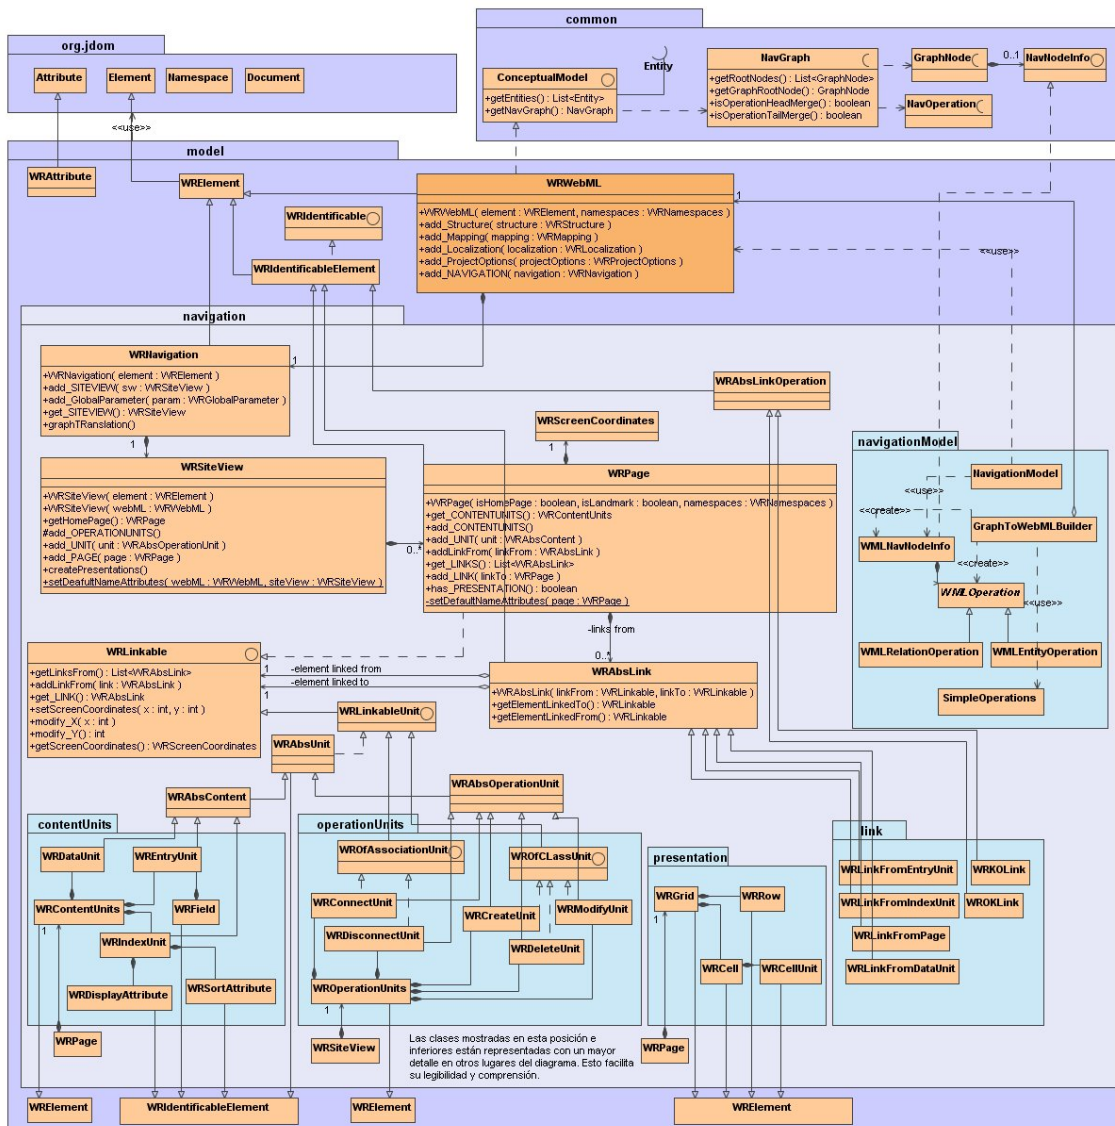 common
org.jdom
Attribute
Element
Namespace
Document
Entity
ConceptualModel
+getEntities() : List<Entity>
+getNavGraph() : NavGraph
NavGraph
+getRootNodes() : List<GraphNode>
+getGraphRootNode() : GraphNode
+isOperationHeadMerge() : boolean
+isOperationTailMerge() : boolean
GraphNode
0..1
NavNodeInfo
NavOperation
<<use>>
model
WRAttribute
WRElement
WRIdentificable
WRIdentificableElement
WRWebML
+WRWebML( element : WRElement, namespaces : WRNamespaces )
+add_Structure( structure : WRStructure )
+add_Mapping( mapping : WRMapping )
+add_Localization( localization : WRLocalization )
+add_ProjectOptions( projectOptions : WRProjectOptions )
+add_NAVIGATION( navigation : WRNavigation )
1
<<use>>
navigation
WRNavigation
+WRNavigation( element : WRElement )
+add_SITEVIEW( sw : WRSiteView )
+add_GlobalParameter( param : WRGlobalParameter )
+get_SITEVIEW() : WRSiteView
+graphTRanslation()
1
1
WRSiteView
+WRSiteView( element : WRElement )
+WRSiteView( webML : WRWebML )
+getHomePage() : WRPage
#add_OPERATIONUNITS()
+add_UNIT( unit : WRAbsOperationUnit )
+add_PAGE( page : WRPage )
+createPresentations()
+setDeafultNameAttributes( webML : WRWebML, siteView : WRSiteView )
0..*
WRAbsLinkOperation
WRScreenCoordinates
1
WRPage
+WRPage( isHomePage : boolean, isLandmark : boolean, namespaces : WRNamespaces )
+get_CONTENTUNITS() : WRContentUnits
+add_CONTENTUNITS()
+add_UNIT( unit : WRAbsContent )
+addLinkFrom( linkFrom : WRAbsLink )
+get_LINKS() : List<WRAbsLink>
+add_LINK( linkTo : WRPage )
+has_PRESENTATION() : boolean
-setDefaultNameAttributes( page : WRPage )
-links from
0..*
navigationModel
NavigationModel
<<use>>
<<create>>
GraphToWebMLBuilder
WMLNavNodeInfo
<<create>>
WMLOperation
<<use>>
WMLRelationOperation
WMLEntityOperation
SimpleOperations
WRLinkable
+getLinksFrom() : List<WRAbsLink>
+addLinkFrom( link : WRAbsLink )
+get_LINK() : WRAbsLink
+setScreenCoordinates( x : int, y : int )
+modify_X( x : int )
+modify_Y() : int
+getScreenCoordinates() : WRScreenCoordinates
1
-element linked from
-element linked to
1
WRAbsLink
+WRAbsLink( linkFrom : WRLinkable, linkTo : WRLinkable )
+getElementLinkedTo() : WRLinkable
+getElementLinkedFrom() : WRLinkable
WRLinkableUnit
WRAbsUnit
WRAbsContent
WRAbsOperationUnit
contentUnits
WRDataUnit
WREntryUnit
WRContentUnits
WRField
1
WRIndexUnit
WRDisplayAttribute
WRSortAttribute
WRPage
operationUnits
WROfAssociationUnit
WROfCLassUnit
WRConnectUnit
WRCreateUnit
WRModifyUnit
WRDisconnectUnit
WRDeleteUnit
WROperationUnits
1
WRSiteView
Las clases mostradas en esta posición e
inferiores están representadas con un mayor
detalle en otros lugares del diagrama. Esto facilita
su legibilidad y comprensión.
presentation
WRGrid
WRRow
1
WRCell
WRCellUnit
WRPage
link
WRLinkFromEntryUnit
WRKOLink
WRLinkFromIndexUnit
WROKLink
WRLinkFromPage
WRLinkFromDataUnit
WRElement
WRIdentificableElement
WRElement
WRElement